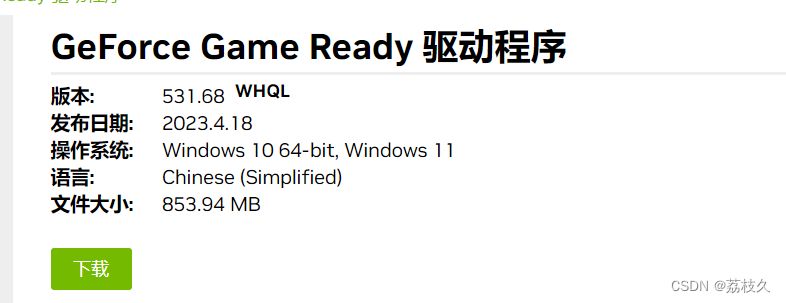 GeForce Game Ready 驱动程序
版本: 531.68 WHQL
发布日期: 2023.4.18
操作系统: Windows 10 64-bit, Windows 11
语言: Chinese (Simplified)
文件大小: 853.94 MB
下载
CSDN @荔枝久